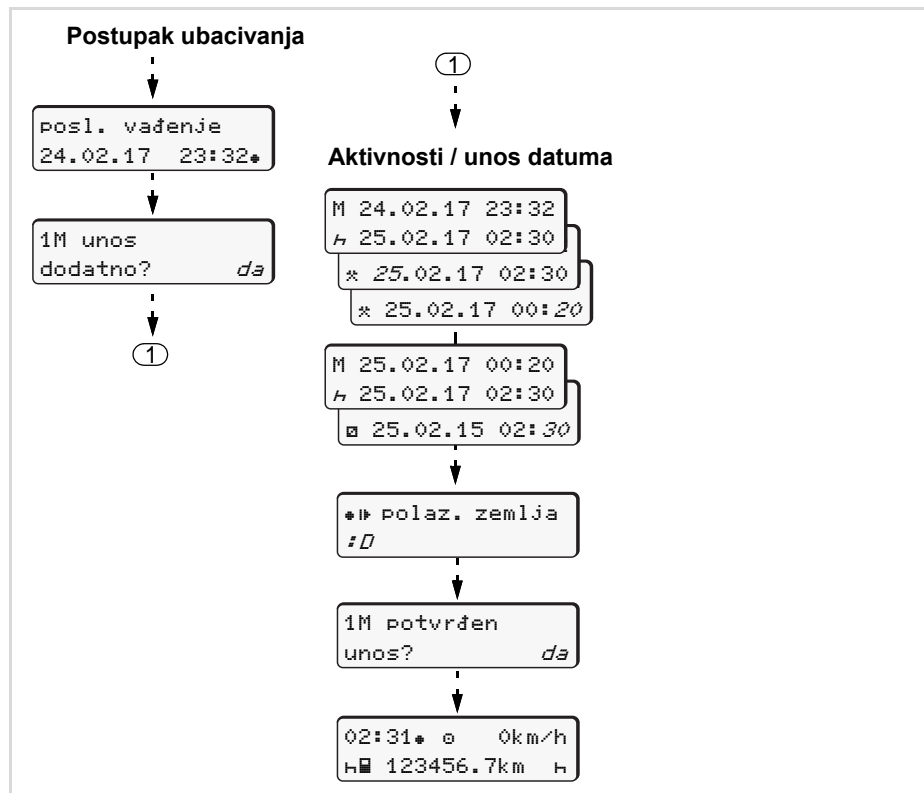 Postupak ubacivanja
posl. vađenje
24.02.17 23:32
1M unos
dodatno? da
1
1
Aktivnosti / unos datuma
M 24.02.17 23:32
25.02.17 02:30
25.02.17 02:30
25.02.17 00:20
M 25.02.17 00:20
25.02.17 02:30
25.02.15 02:30
polaz. zemlja
:D
1M potvrđen
unos? da
02:31 0km/h
123456.7km